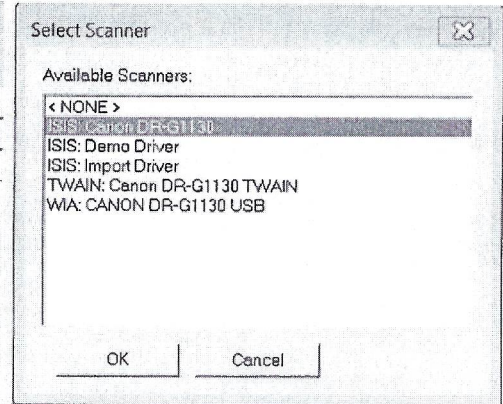 Select Scanner
Available Scanners:
< NONE >
ISIS: Canon DR-G1130
ISIS: Demo Driver
ISIS: Import Driver
TWAIN: Canon DR-G1130 TWAIN
WIA: CANON DR-G1130 USB
OK Cancel